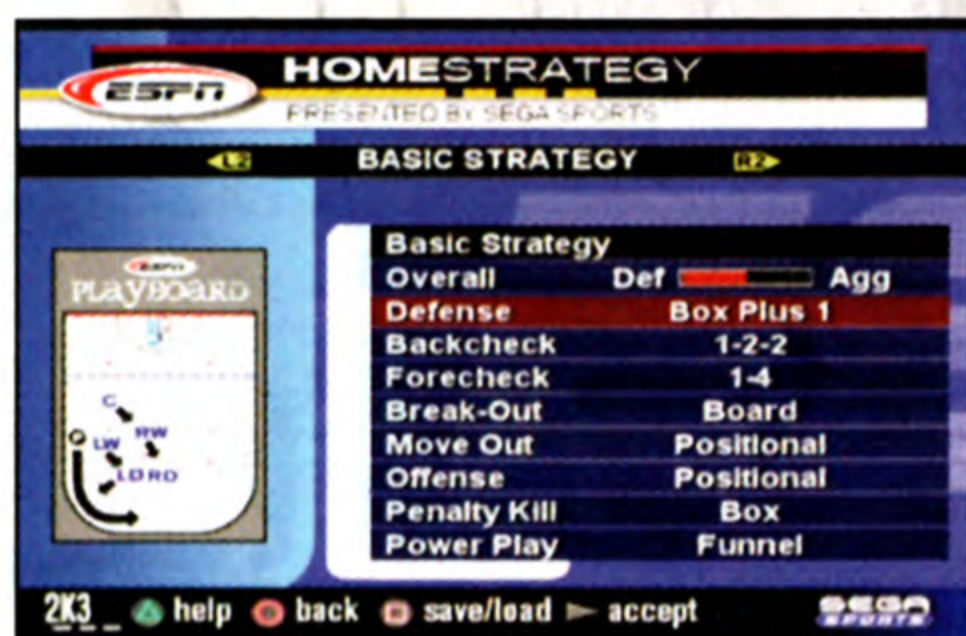 ESPN
HOMESTRATEGY
PRESENTED BY SEGA SPORTS
L2 BASIC STRATEGY R2
ESPN
PLAYBOARD
C
LW RW
LD RD
Basic Strategy
Overall Def Agg
Defense Box Plus 1
Backcheck 1-2-2
Forecheck 1-4
Break-Out Board
Move Out Positional
Offense Positional
Penalty Kill Box
Power Play Funnel
2K3 help back save/load accept
SEGA
SPORTS